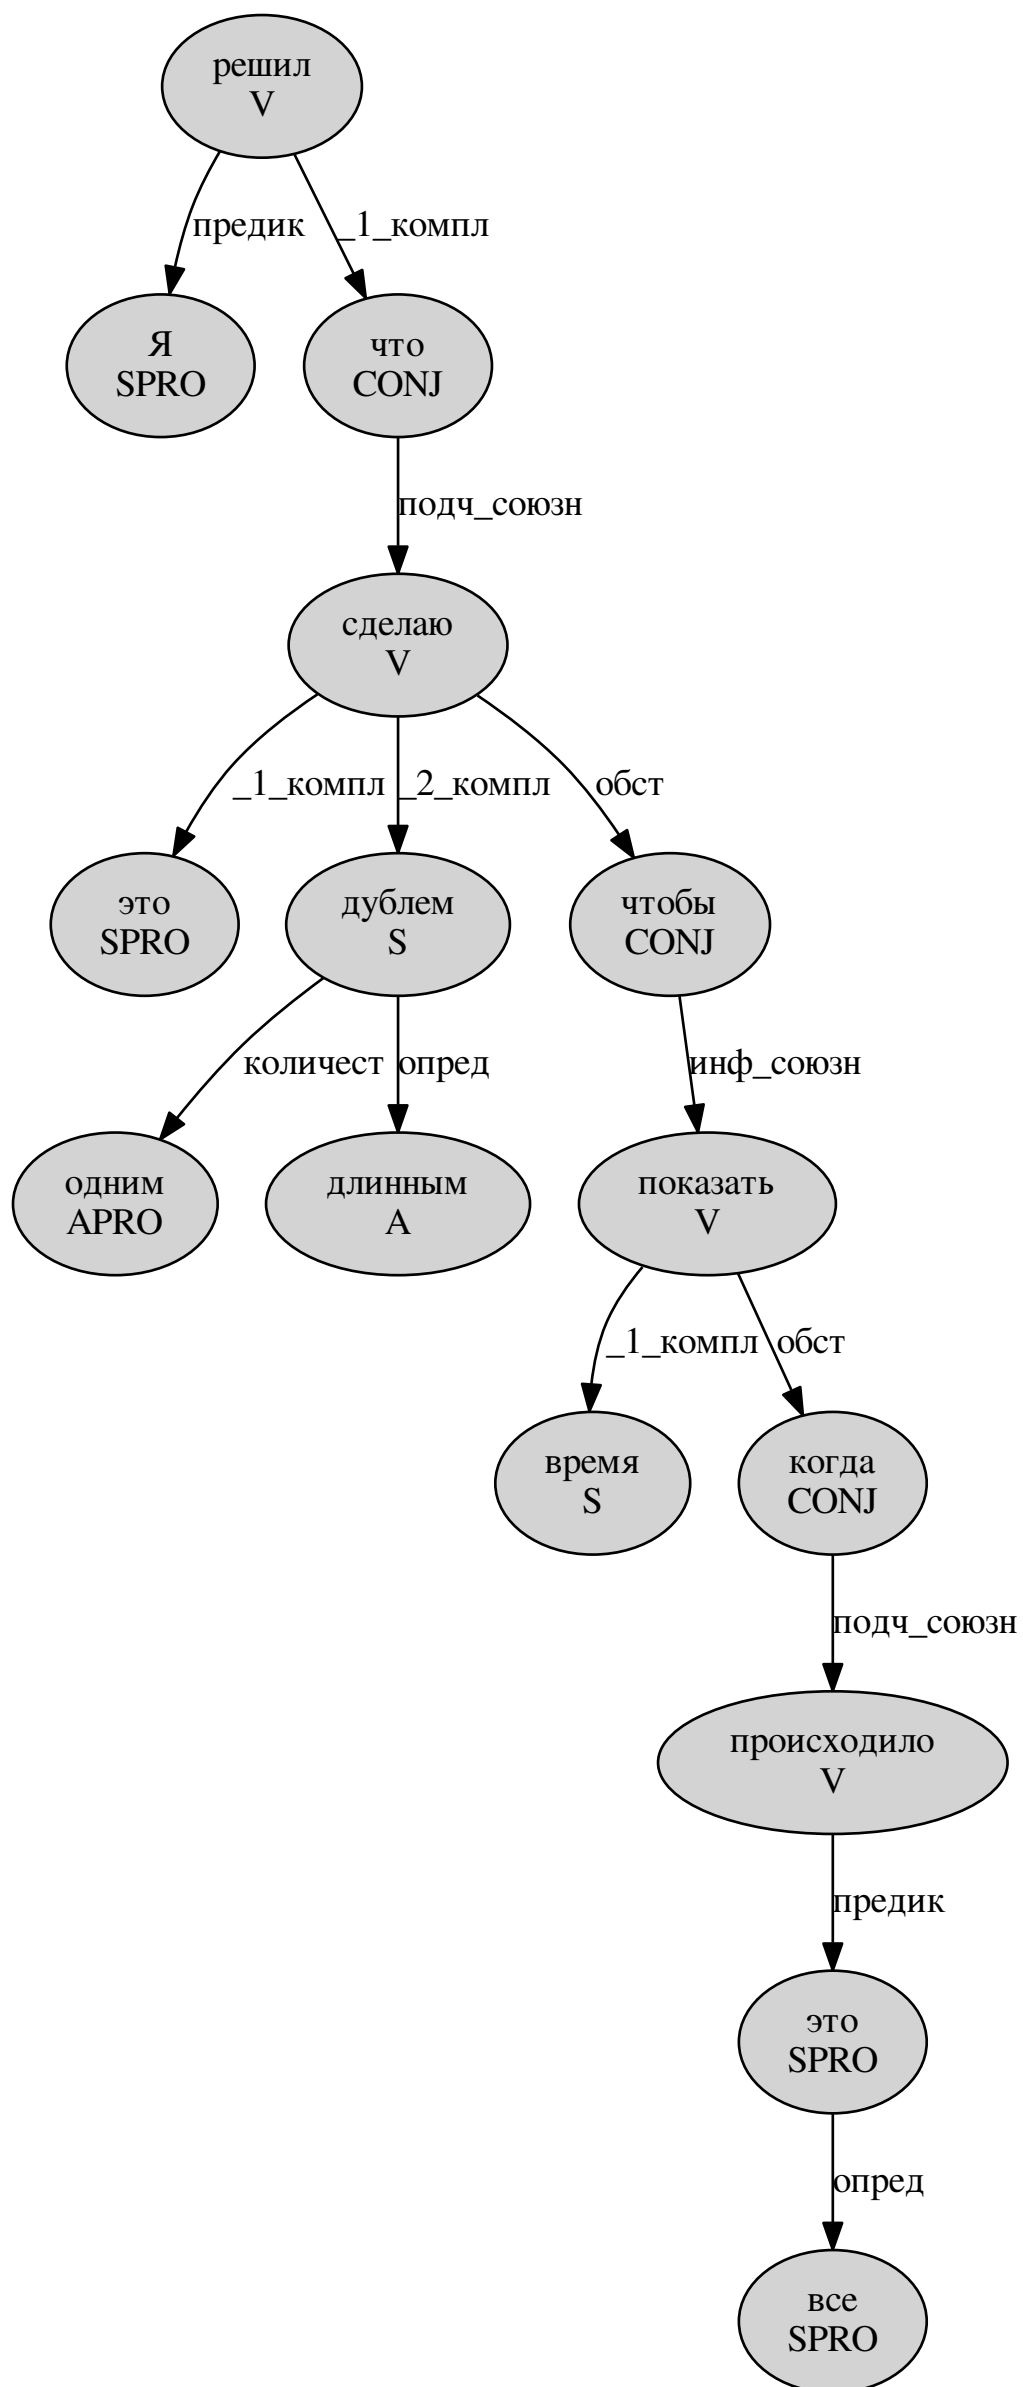 решил
V
предик
_1_компл
Я
SPRO
что
CONJ
подч_союзн
сделаю
V
_1_компл
_2_компл
обст
это
SPRO
дублем
S
чтобы
CONJ
количест
опред
инф_союзн
одним
APRO
длинным
A
показать
V
_1_компл
обст
время
S
когда
CONJ
подч_союзн
происходило
V
предик
это
SPRO
опред
все
SPRO